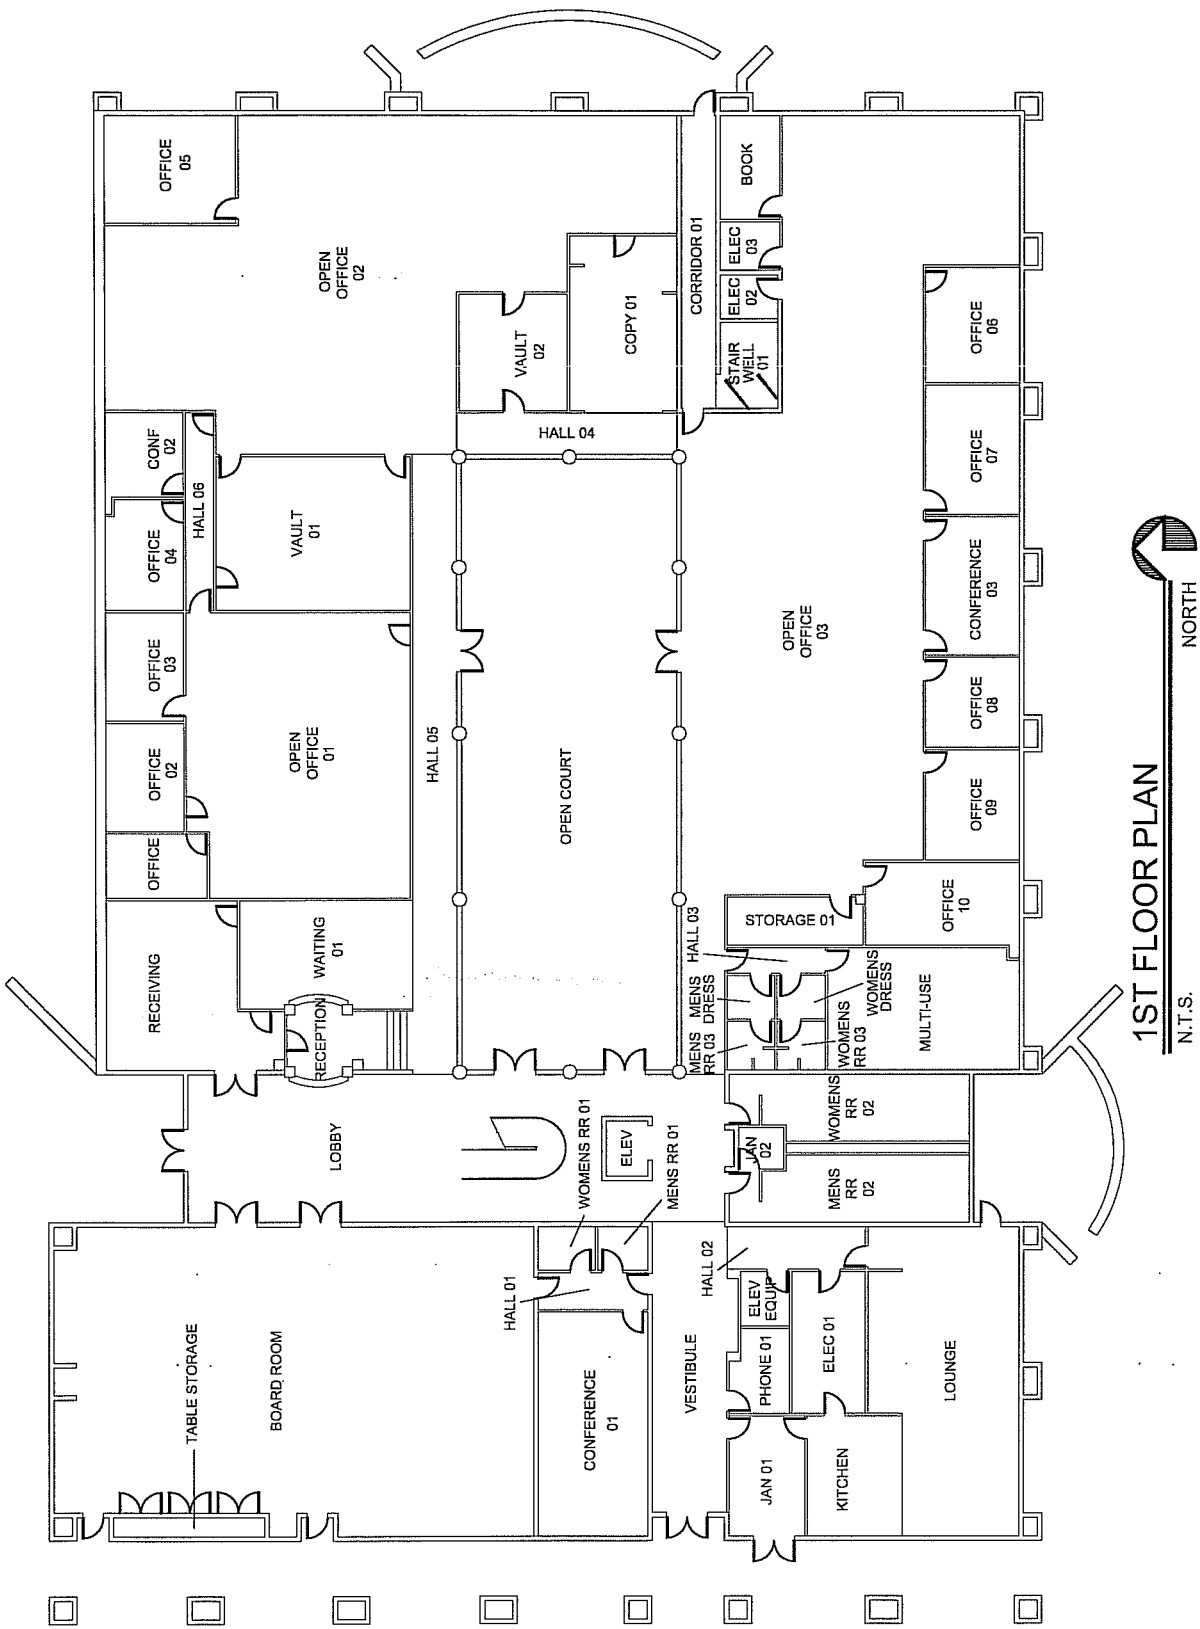 OFFICE
05
OPEN
OFFICE
02
BOOK
ELEC
03
ELEC
02
STAIR
WELL
01
CORRIDOR 01
COPY 01
VAULT
02
HALL 04
CONF
02
HALL 06
OFFICE
04
VAULT
01
OFFICE
03
OFFICE
02
OPEN
OFFICE
01
OFFICE
HALL 05
OPEN COURT
OPEN
OFFICE
03
OFFICE
06
OFFICE
07
CONFERENCE
03
OFFICE
08
OFFICE
09
OFFICE
10
STORAGE 01
HALL 03
MENS
DRESS
WOMENS
DRESS
MENS
RR 03
WOMENS
RR 03
MULTI-USE
RECEIVING
WAITING
01
RECEPTION
LOBBY
ELEV
WOMENS RR 01
MENS RR 01
WOMENS
RR
02
JAN
02
MENS
RR
02
HALL 01
HALL 02
TABLE STORAGE
BOARD ROOM
CONFERENCE
01
VESTIBULE
ELEV
EQUIP
PHONE 01
ELEC 01
LOUNGE
JAN 01
KITCHEN
1ST FLOOR PLAN
N.T.S.
NORTH